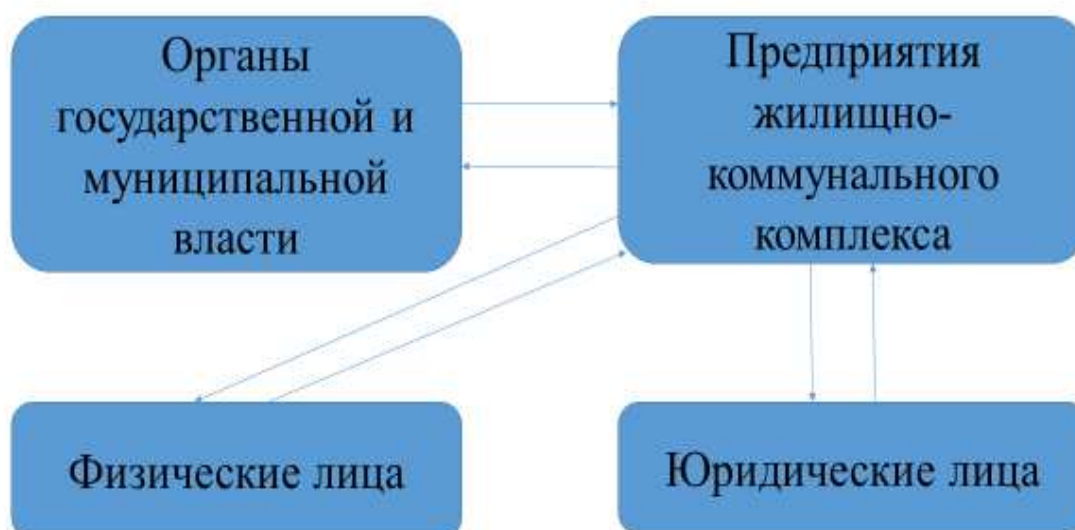 Органы
государственной и
муниципальной
власти
Предприятия
жилищно-
коммунального
комплекса
Физические лица
Юридические лица